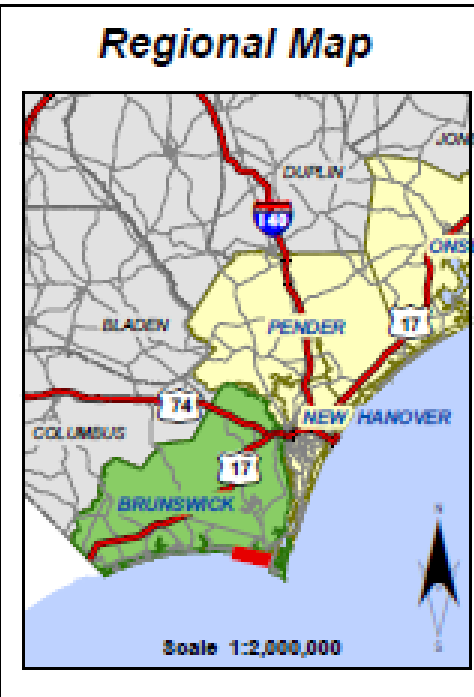 Regional Map
JON
DUPLIN
I-40
ONS
BLADEN
PENDER
17
74
NEW HANOVER
COLUMBUS
17
BRUNSWICK
N
S
Scale 1:2,000,000